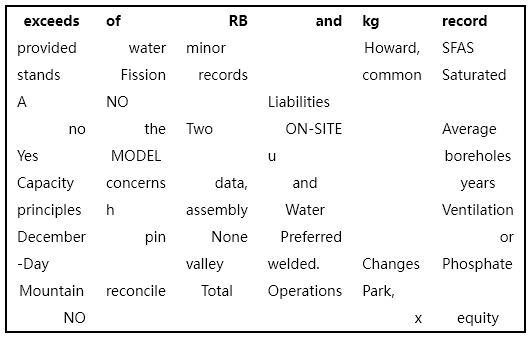 exceeds of RB and kg record
provided water minor Howard, SFAS
stands Fission records common Saturated
A NO Liabilities
no the Two ON-SITE Average
Yes MODEL u boreholes
Capacity concerns data, and years
principles h assembly Water Ventilation
December pin None Preferred or
-Day valley welded. Changes Phosphate
Mountain reconcile Total Operations Park,
NO x equity